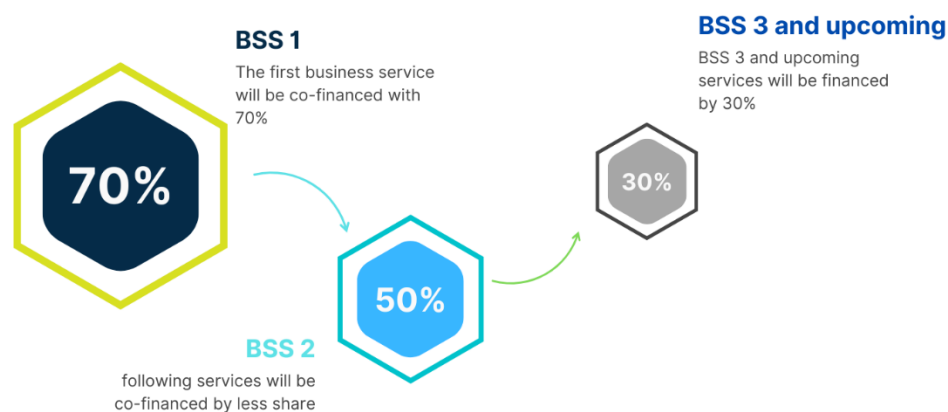 BSS 1
The first business service
will be co-financed with
70%
70%
BSS 2
following services will be
co-financed by less share
50%
BSS 3 and upcoming
BSS 3 and upcoming
services will be financed
by 30%
30%